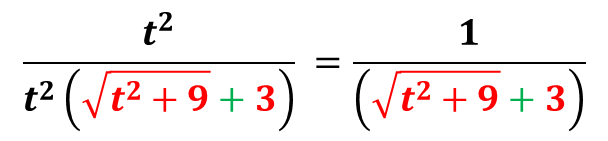 t²/(t²(√(t² + 9) + 3)) = 1/((√(t² + 9) + 3))